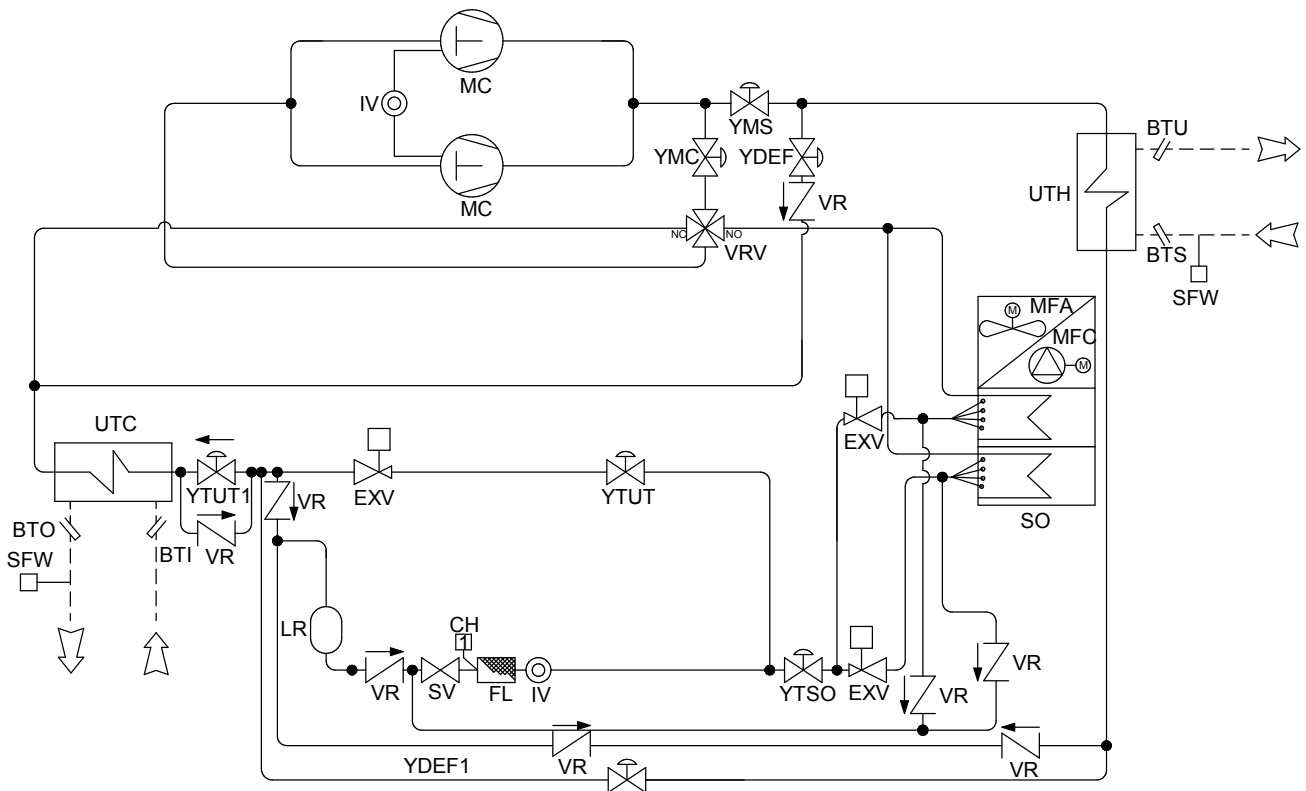 MC
IV
YMS
BTU
YMC
YDEF
UTH
MC
VR
NC
NO
VRV
BTS
SFW
M
MFA
MFC
M
UTC
EXV
YTUT1
EXV
YTUT
VR
SO
BTO
BTI
VR
SFW
LR
CH
1
VR
SV
FL
IV
YTSO
EXV
VR
VR
YDEF1
VR
VR